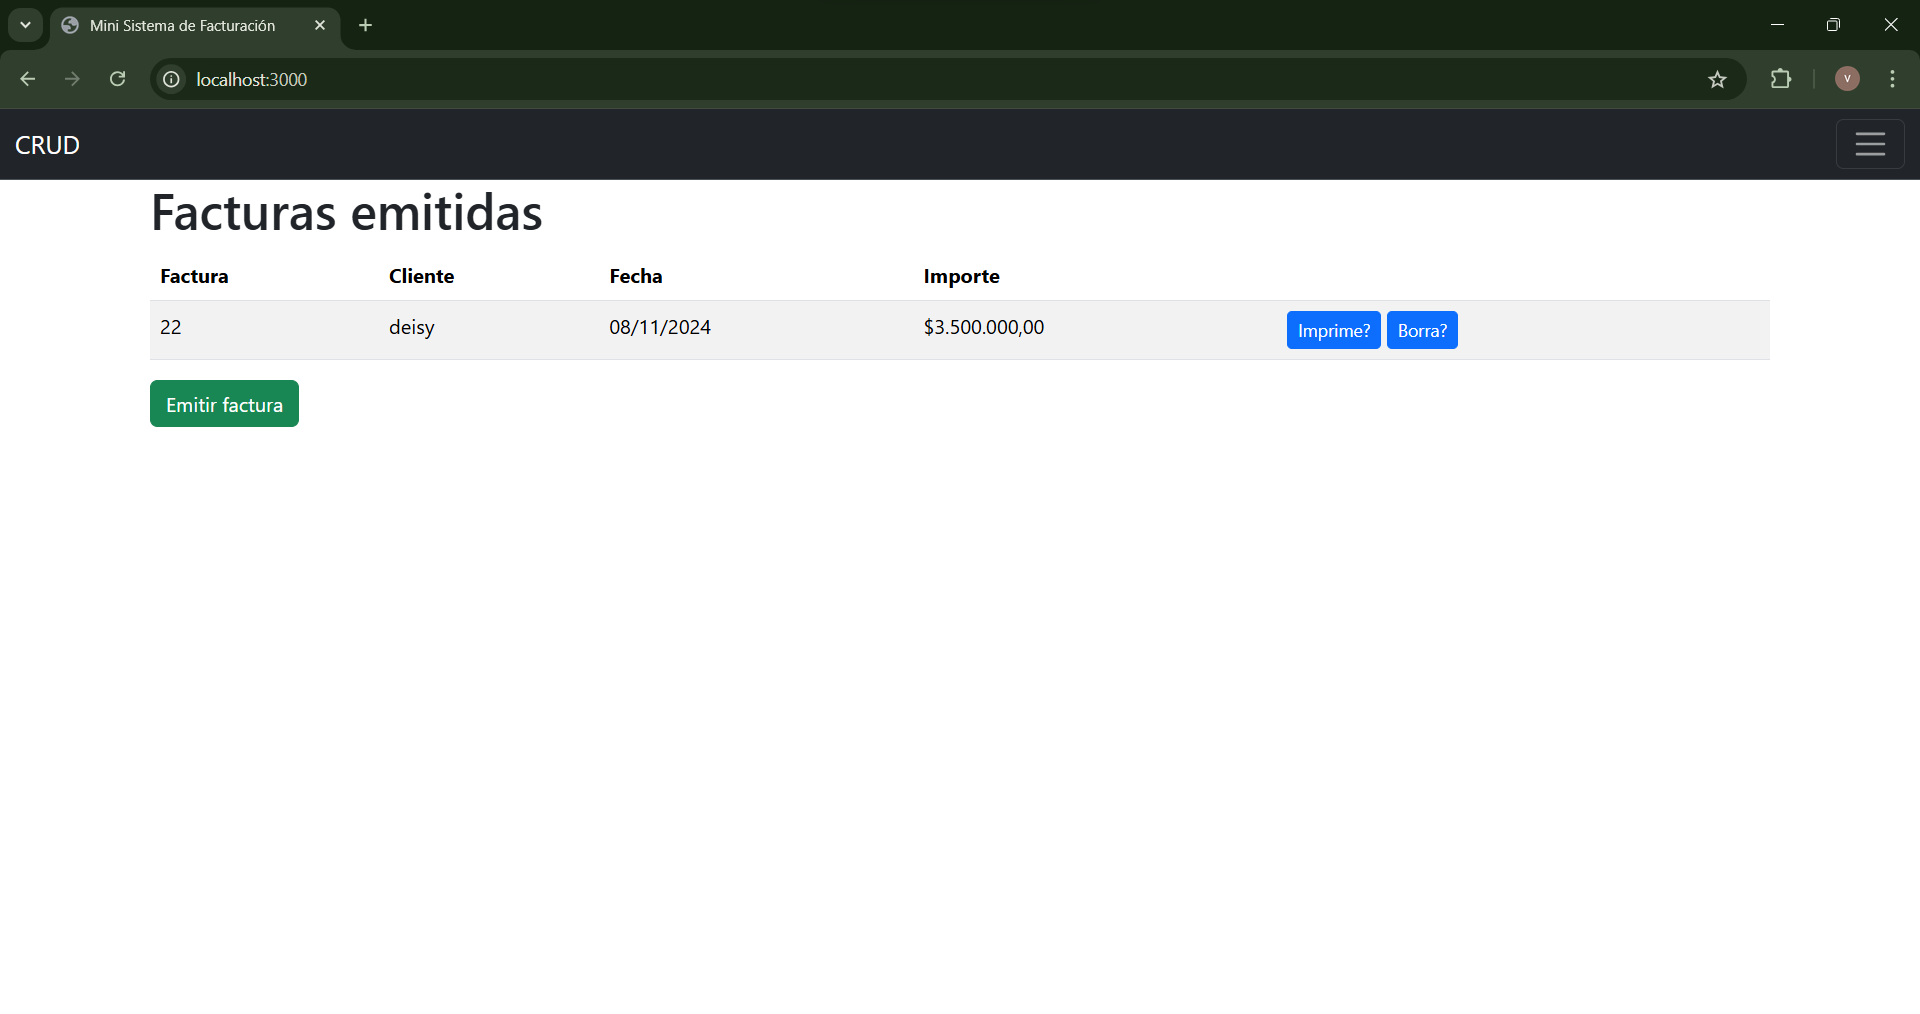 Mini Sistema de Facturación
localhost:3000
V
CRUD
Facturas emitidas
Factura Cliente Fecha Importe
22 deisy 08/11/2024 $3.500.000,00 Imprime? Borra?
Emitir factura